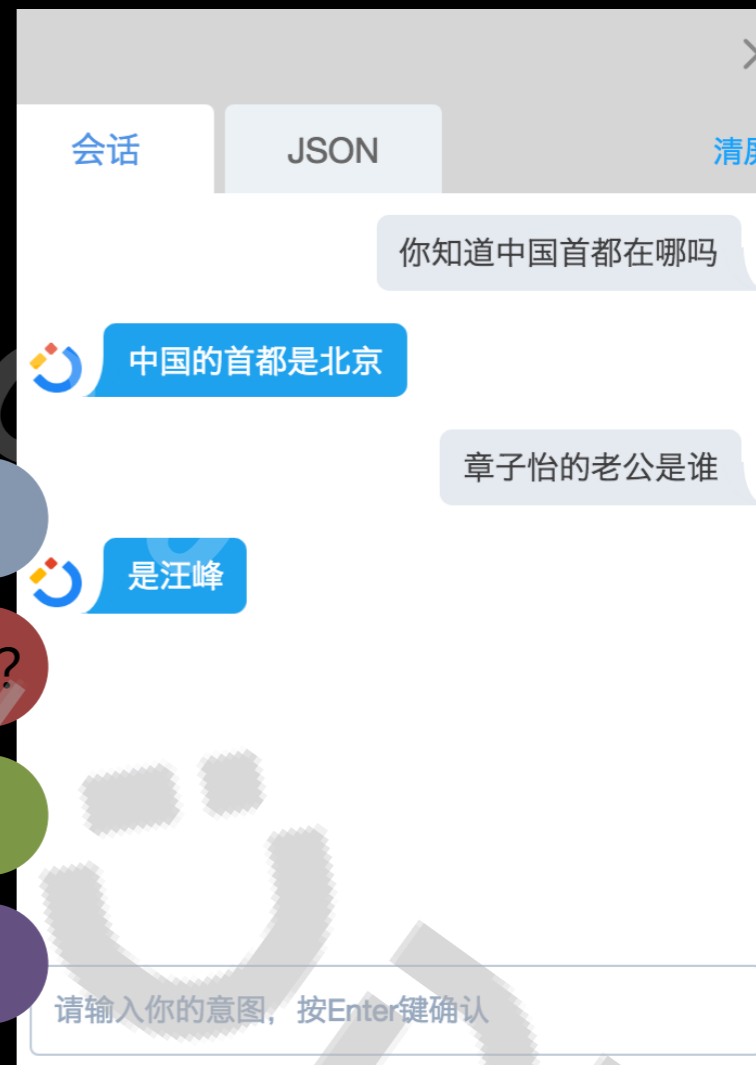 会话
JSON
清屏
你知道中国首都在哪吗
中国的首都是北京
章子怡的老公是谁
是汪峰
?
请输入你的意图，按Enter键确认